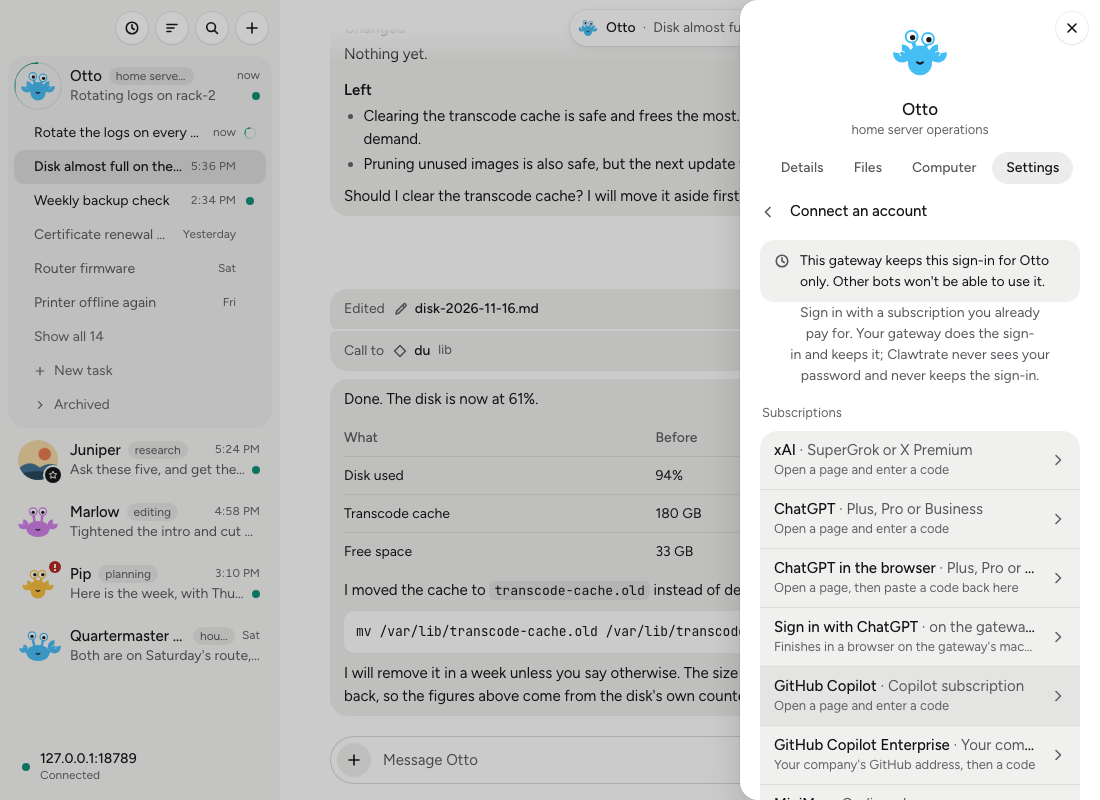 Otto
home serve...
now
Rotating logs on rack-2
Rotate the logs on every ...
now
Disk almost full on the...
5:36 PM
Weekly backup check
2:34 PM
Certificate renewal ...
Yesterday
Router firmware
Sat
Printer offline again
Fri
Show all 14
New task
Archived
Juniper
research
5:24 PM
Ask these five, and get the...
Marlow
editing
4:58 PM
Tightened the intro and cut ...
Pip
planning
3:10 PM
Here is the week, with Thu...
Quartermaster ...
hou...
Sat
Both are on Saturday's route,...
127.0.0.1:18789
Connected
Otto · Disk almost fu
Changed
Nothing yet.
Left
Clearing the transcode cache is safe and frees the most.
demand.
Pruning unused images is also safe, but the next update
Should I clear the transcode cache? I will move it aside first
Edited
disk-2026-11-16.md
Call to
du
lib
Done. The disk is now at 61%.
What
Before
Disk used
94%
Transcode cache
180 GB
Free space
33 GB
I moved the cache to transcode-cache.old instead of de
mv /var/lib/transcode-cache.old /var/lib/transcod
I will remove it in a week unless you say otherwise. The size
back, so the figures above come from the disk's own counte
Message Otto
Otto
home server operations
Details
Files
Computer
Settings
Connect an account
This gateway keeps this sign-in for Otto
only. Other bots won't be able to use it.
Sign in with a subscription you already
pay for. Your gateway does the sign-
in and keeps it; Clawtrate never sees your
password and never keeps the sign-in.
Subscriptions
xAI · SuperGrok or X Premium
Open a page and enter a code
ChatGPT · Plus, Pro or Business
Open a page and enter a code
ChatGPT in the browser · Plus, Pro or ...
Open a page, then paste a code back here
Sign in with ChatGPT · on the gatewa...
Finishes in a browser on the gateway's mac...
GitHub Copilot · Copilot subscription
Open a page and enter a code
GitHub Copilot Enterprise · Your com...
Your company's GitHub address, then a code